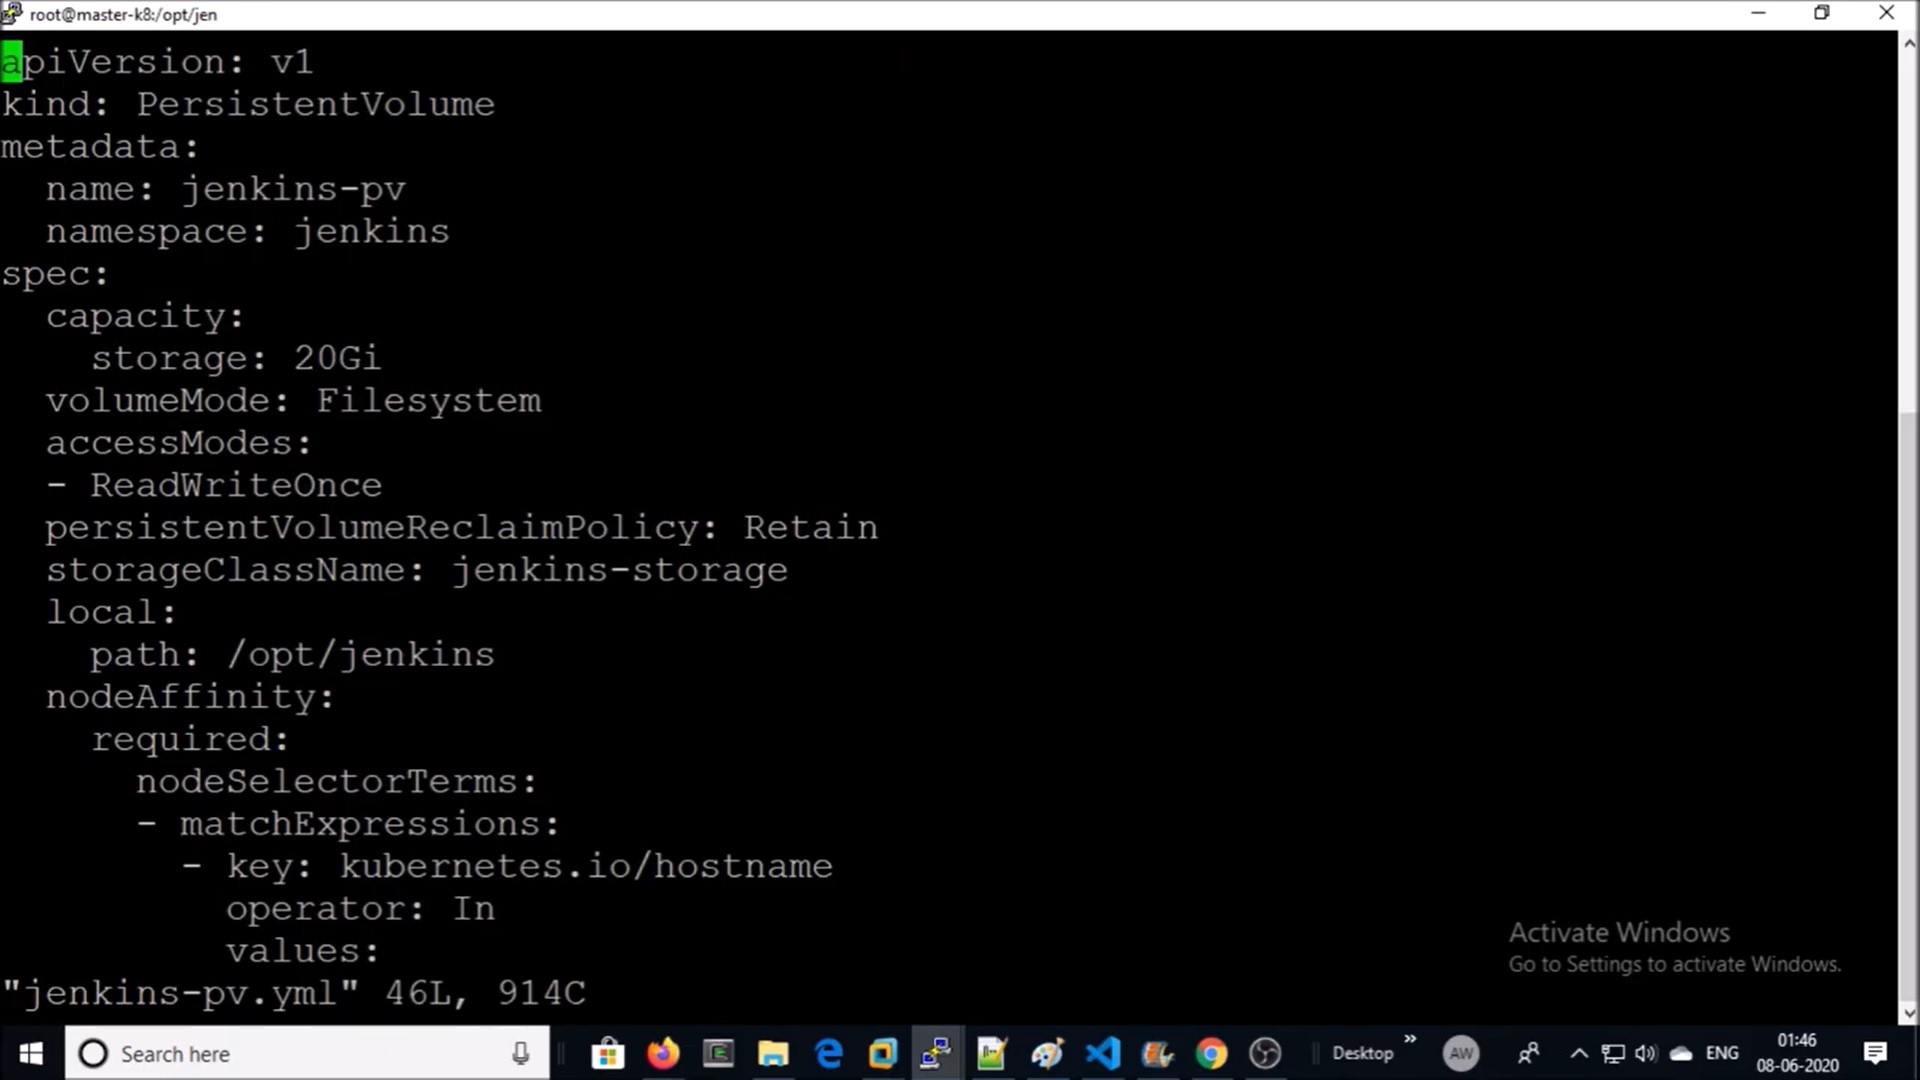 root@master-k8:/opt/jen
apiVersion: v1
kind: PersistentVolume
metadata:
  name: jenkins-pv
  namespace: jenkins
spec:
  capacity:
    storage: 20Gi
  volumeMode: Filesystem
  accessModes:
  - ReadWriteOnce
  persistentVolumeReclaimPolicy: Retain
  storageClassName: jenkins-storage
  local:
    path: /opt/jenkins
  nodeAffinity:
    required:
      nodeSelectorTerms:
      - matchExpressions:
        - key: kubernetes.io/hostname
          operator: In
          values:
"jenkins-pv.yml" 46L, 914C
Activate Windows
Go to Settings to activate Windows.
Search here
Desktop
AW
ENG
01:46
08-06-2020